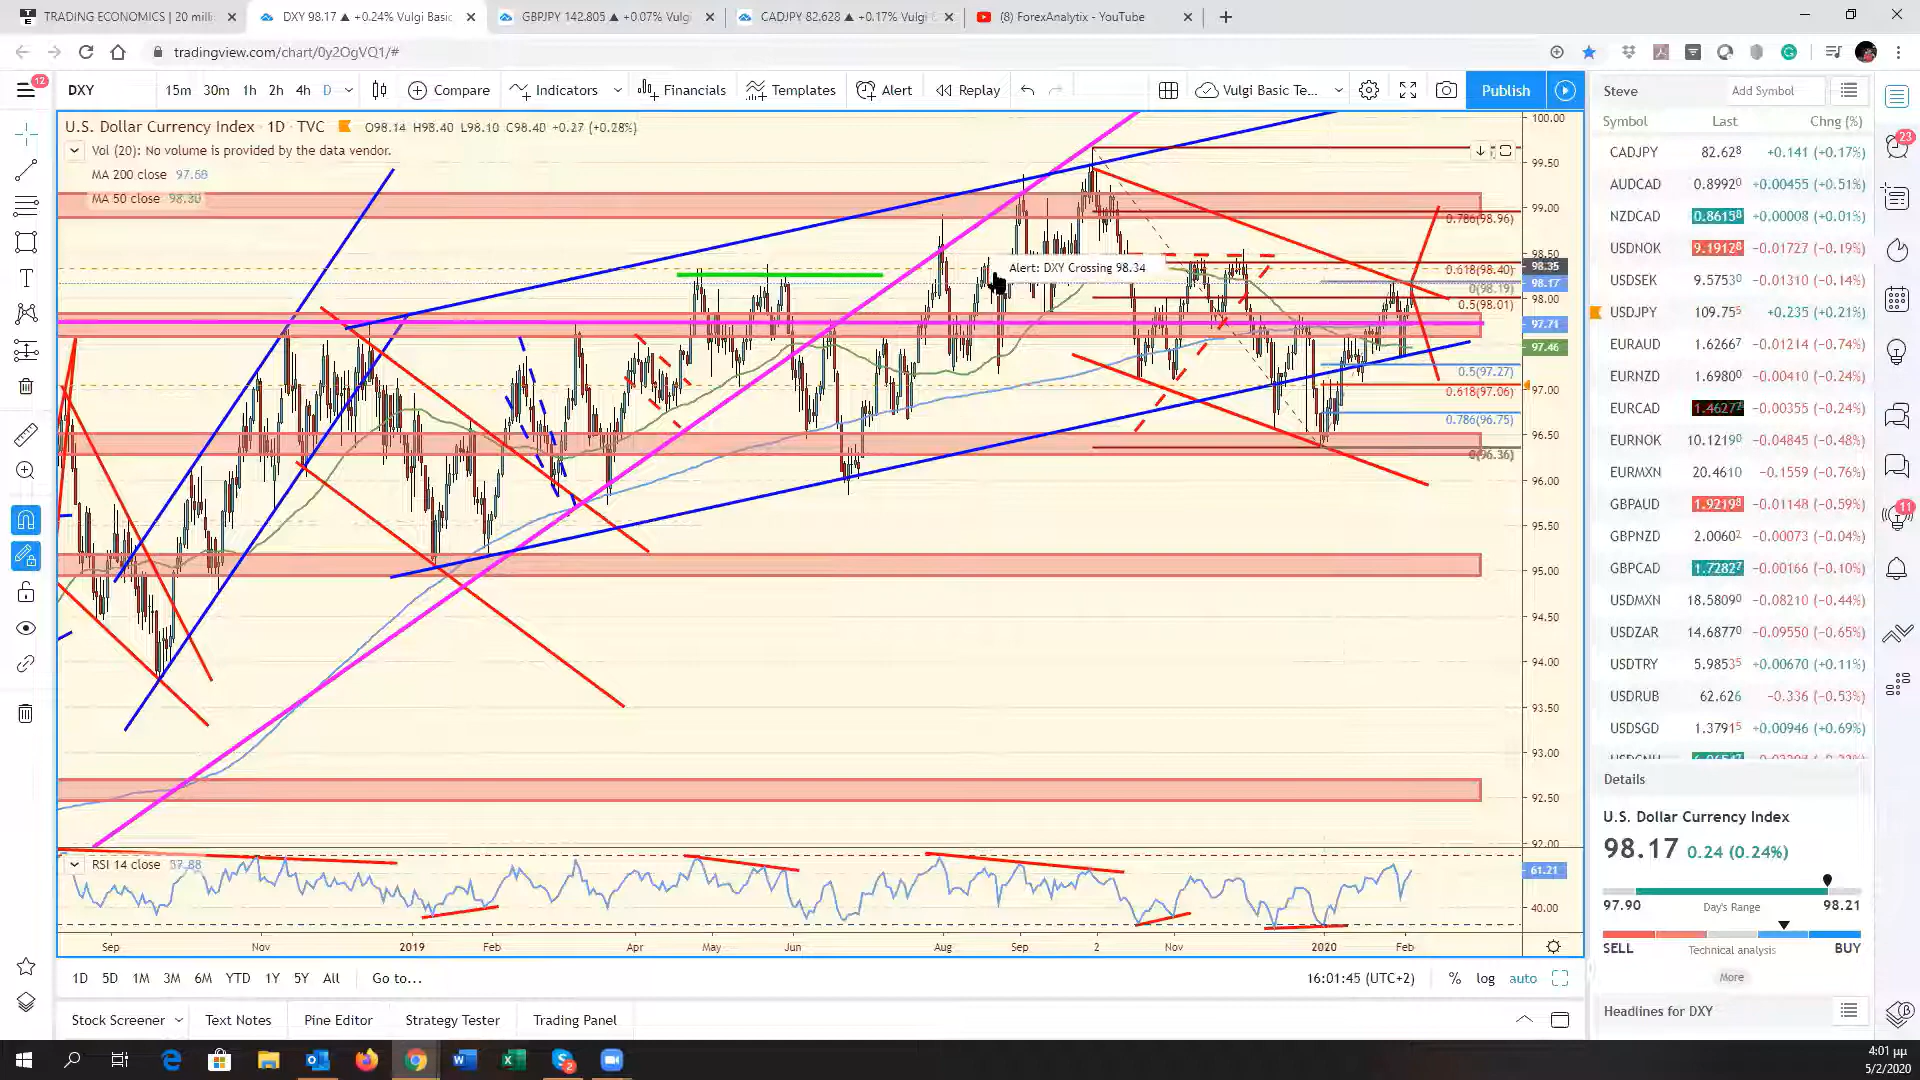 TRADING ECONOMICS | 20 milli
DXY 98.17 ▲ +0.24% Vulgi Basic
GBPJPY 142.805 ▲ +0.07% Vulgi
CADJPY 82.628 ▲ +0.17% Vulgi
(8) ForexAnalytix - YouTube
tradingview.com/chart/0y2OgVQ1/#
12
DXY 15m 30m 1h 2h 4h D Compare Indicators Financials Templates Alert Replay Vulgi Basic Te... Publish
U.S. Dollar Currency Index · 1D · TVC O98.14 H98.40 L98.10 C98.40 +0.27 (+0.28%)
Vol (20): No volume is provided by the data vendor.
MA 200 close 97.68
MA 50 close 98.30
Alert: DXY Crossing 98.34
0.786(98.96)
0.618(98.40)
0(98.19)
0.5(98.01)
0.5(97.27)
0.618(97.06)
0.786(96.75)
0(96.36)
100.00
99.50
99.00
98.50
98.35
98.17
98.00
97.71
97.46
97.00
96.50
96.00
95.50
95.00
94.50
94.00
93.50
93.00
92.50
92.00
RSI 14 close 37.88
61.21
40.00
Sep Nov 2019 Feb Apr May Jun Aug Sep 2 Nov 2020 Feb
1D 5D 1M 3M 6M YTD 1Y 5Y All Go to... 16:01:45 (UTC+2) % log auto
Stock Screener Text Notes Pine Editor Strategy Tester Trading Panel
Steve Add Symbol
Symbol Last Chng (%)
CADJPY 82.628 +0.141 (+0.17%)
AUDCAD 0.89920 +0.00455 (+0.51%)
NZDCAD 0.86158 +0.00008 (+0.01%)
USDNOK 9.19128 −0.01727 (−0.19%)
USDSEK 9.57530 −0.01310 (−0.14%)
USDJPY 109.755 +0.235 (+0.21%)
EURAUD 1.62667 −0.01214 (−0.74%)
EURNZD 1.69800 −0.00410 (−0.24%)
EURCAD −0.00355 (−0.24%)
EURNOK 10.12190 −0.04845 (−0.48%)
EURMXN 20.4610 −0.1559 (−0.76%)
GBPAUD 1.92198 −0.01148 (−0.59%)
GBPNZD 2.00602 −0.00073 (−0.04%)
GBPCAD 1.72827 −0.00166 (−0.10%)
USDMXN 18.58090 −0.08210 (−0.44%)
USDZAR 14.68770 −0.09550 (−0.65%)
USDTRY 5.98535 +0.00670 (+0.11%)
USDRUB 62.626 −0.336 (−0.53%)
USDSGD 1.37915 +0.00946 (+0.69%)
Details
U.S. Dollar Currency Index
98.17 0.24 (0.24%)
97.90 Day's Range 98.21
SELL Technical analysis BUY
More
Headlines for DXY
23
11
4:01 μμ
5/2/2020